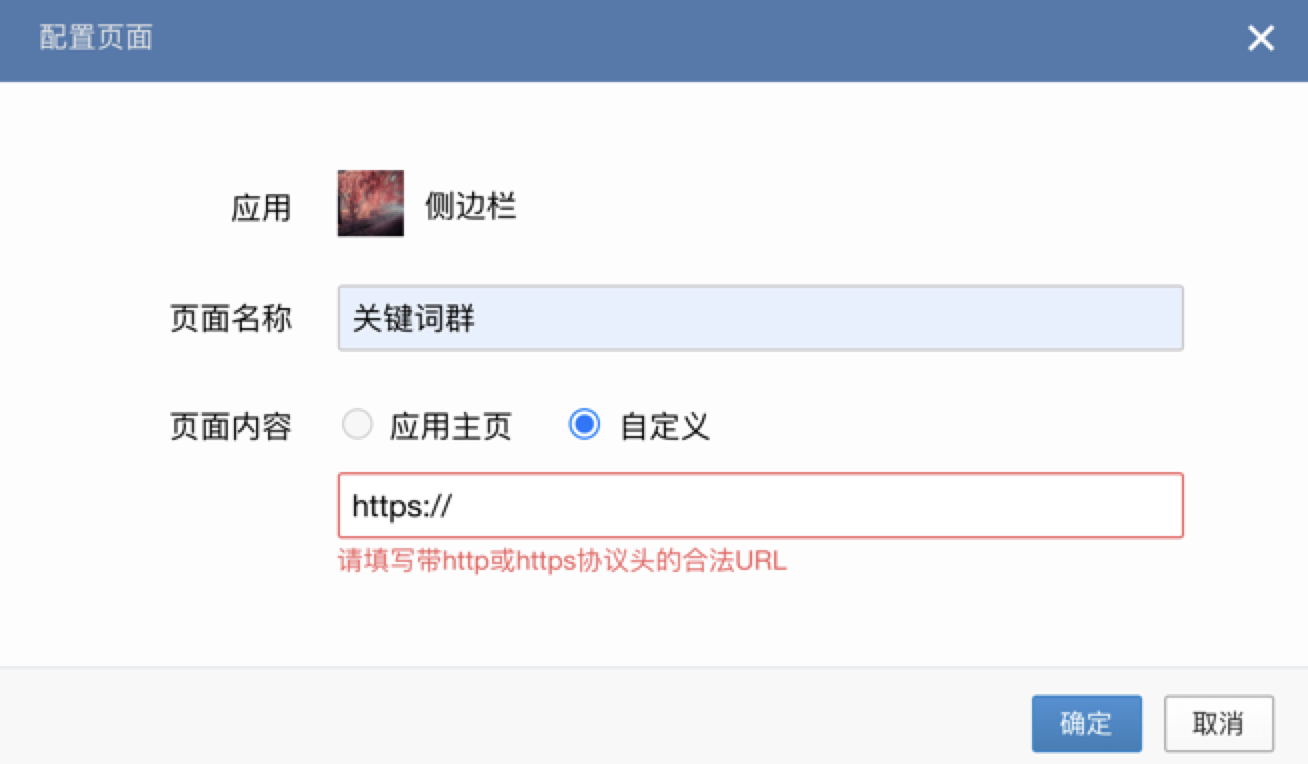 配置页面
应用 侧边栏
页面名称 关键词群
页面内容 应用主页 自定义
https://
请填写带http或https协议头的合法URL
确定 取消